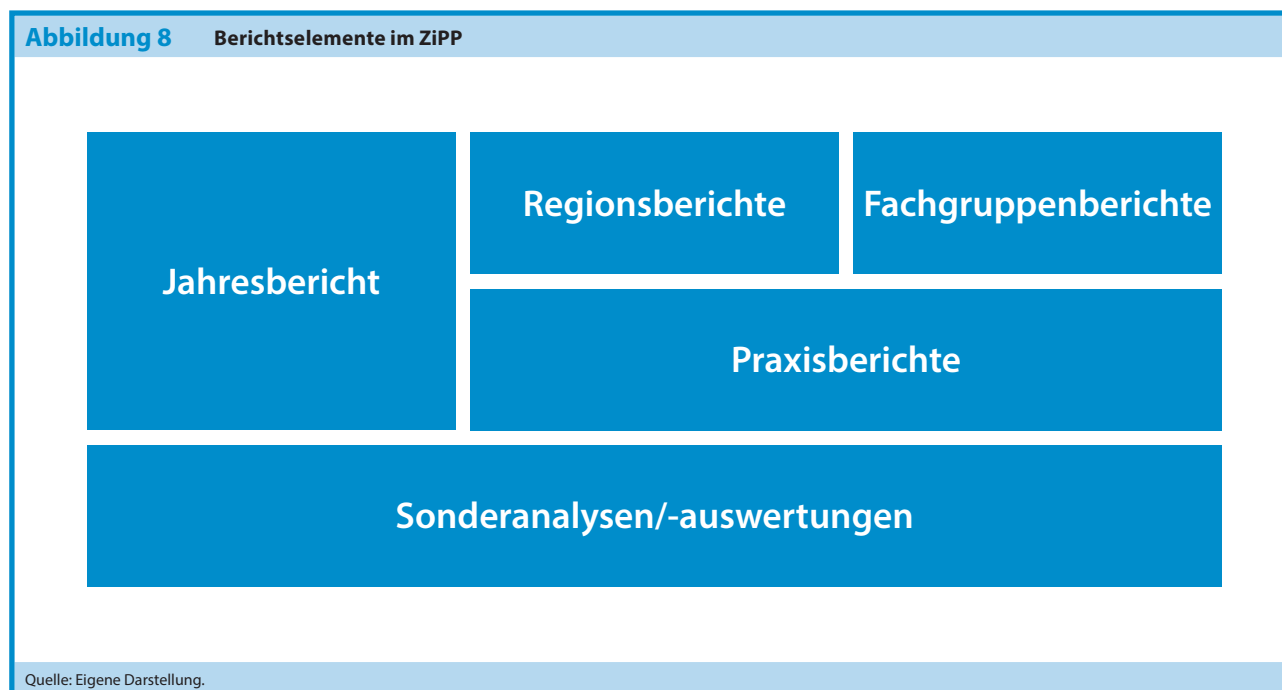 Abbildung 8 Berichtselemente im ZiPP
Jahresbericht
Regionsberichte
Fachgruppenberichte
Praxisberichte
Sonderanalysen/-auswertungen
Quelle: Eigene Darstellung.